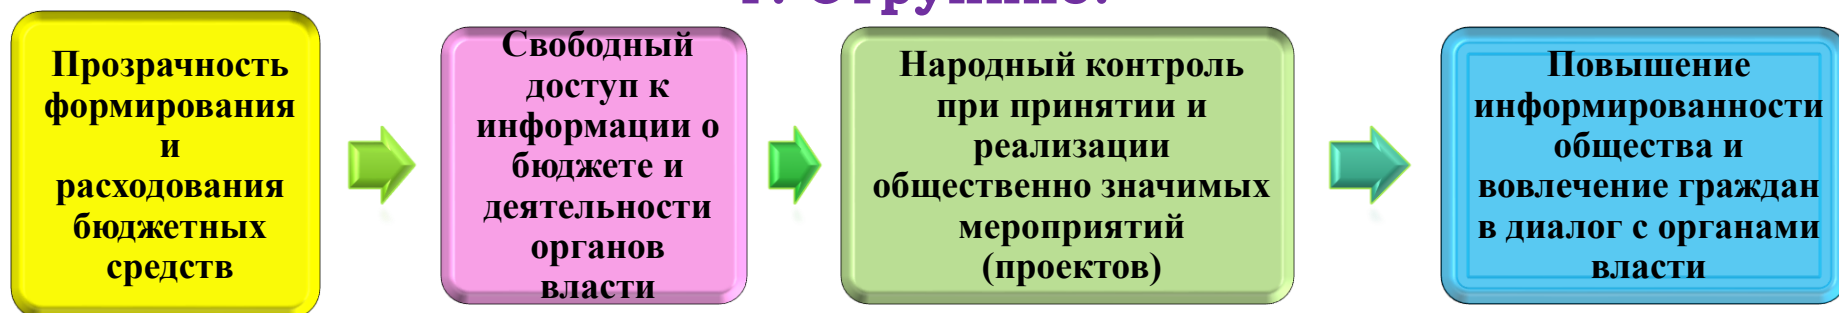 г. Струнино.
Прозрачность
формирования
и
расходования
бюджетных
средств
Свободный
доступ к
информации о
бюджете и
деятельности
органов
власти
Народный контроль
при принятии и
реализации
общественно значимых
мероприятий
(проектов)
Повышение
информированности
общества и
вовлечение граждан
в диалог с органами
власти